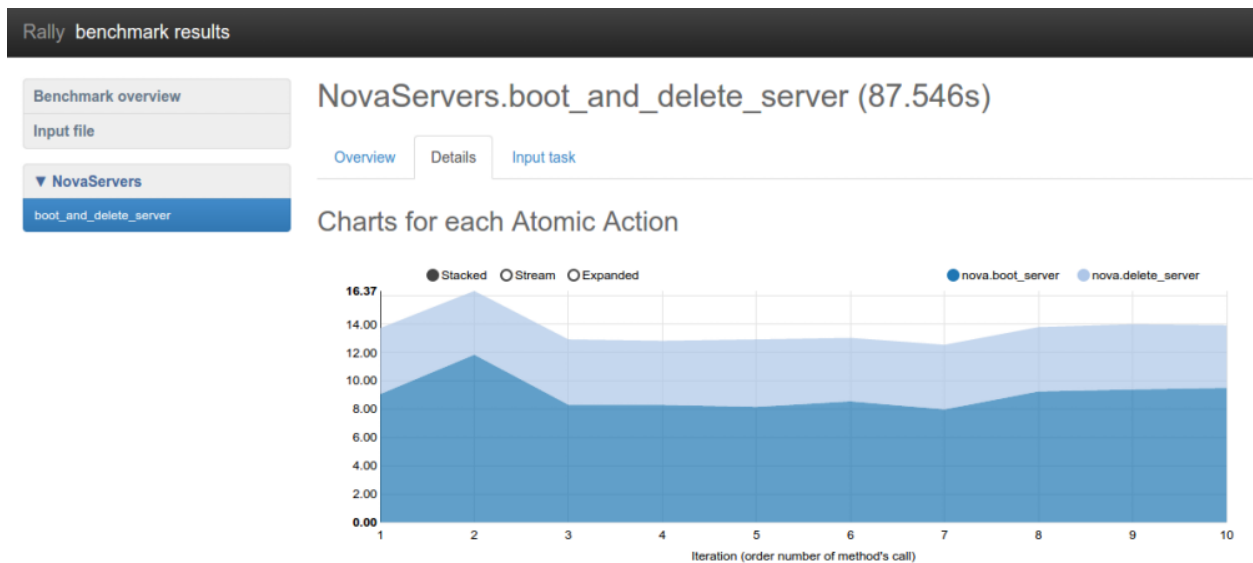 Rally benchmark results
Benchmark overview
Input file
▼ NovaServers
boot_and_delete_server
NovaServers.boot_and_delete_server (87.546s)
Overview Details Input task
Charts for each Atomic Action
Stacked Stream Expanded nova.boot_server nova.delete_server
16.37
14.00
12.00
10.00
8.00
6.00
4.00
2.00
0.00
1 2 3 4 5 6 7 8 9 10
Iteration (order number of method's call)